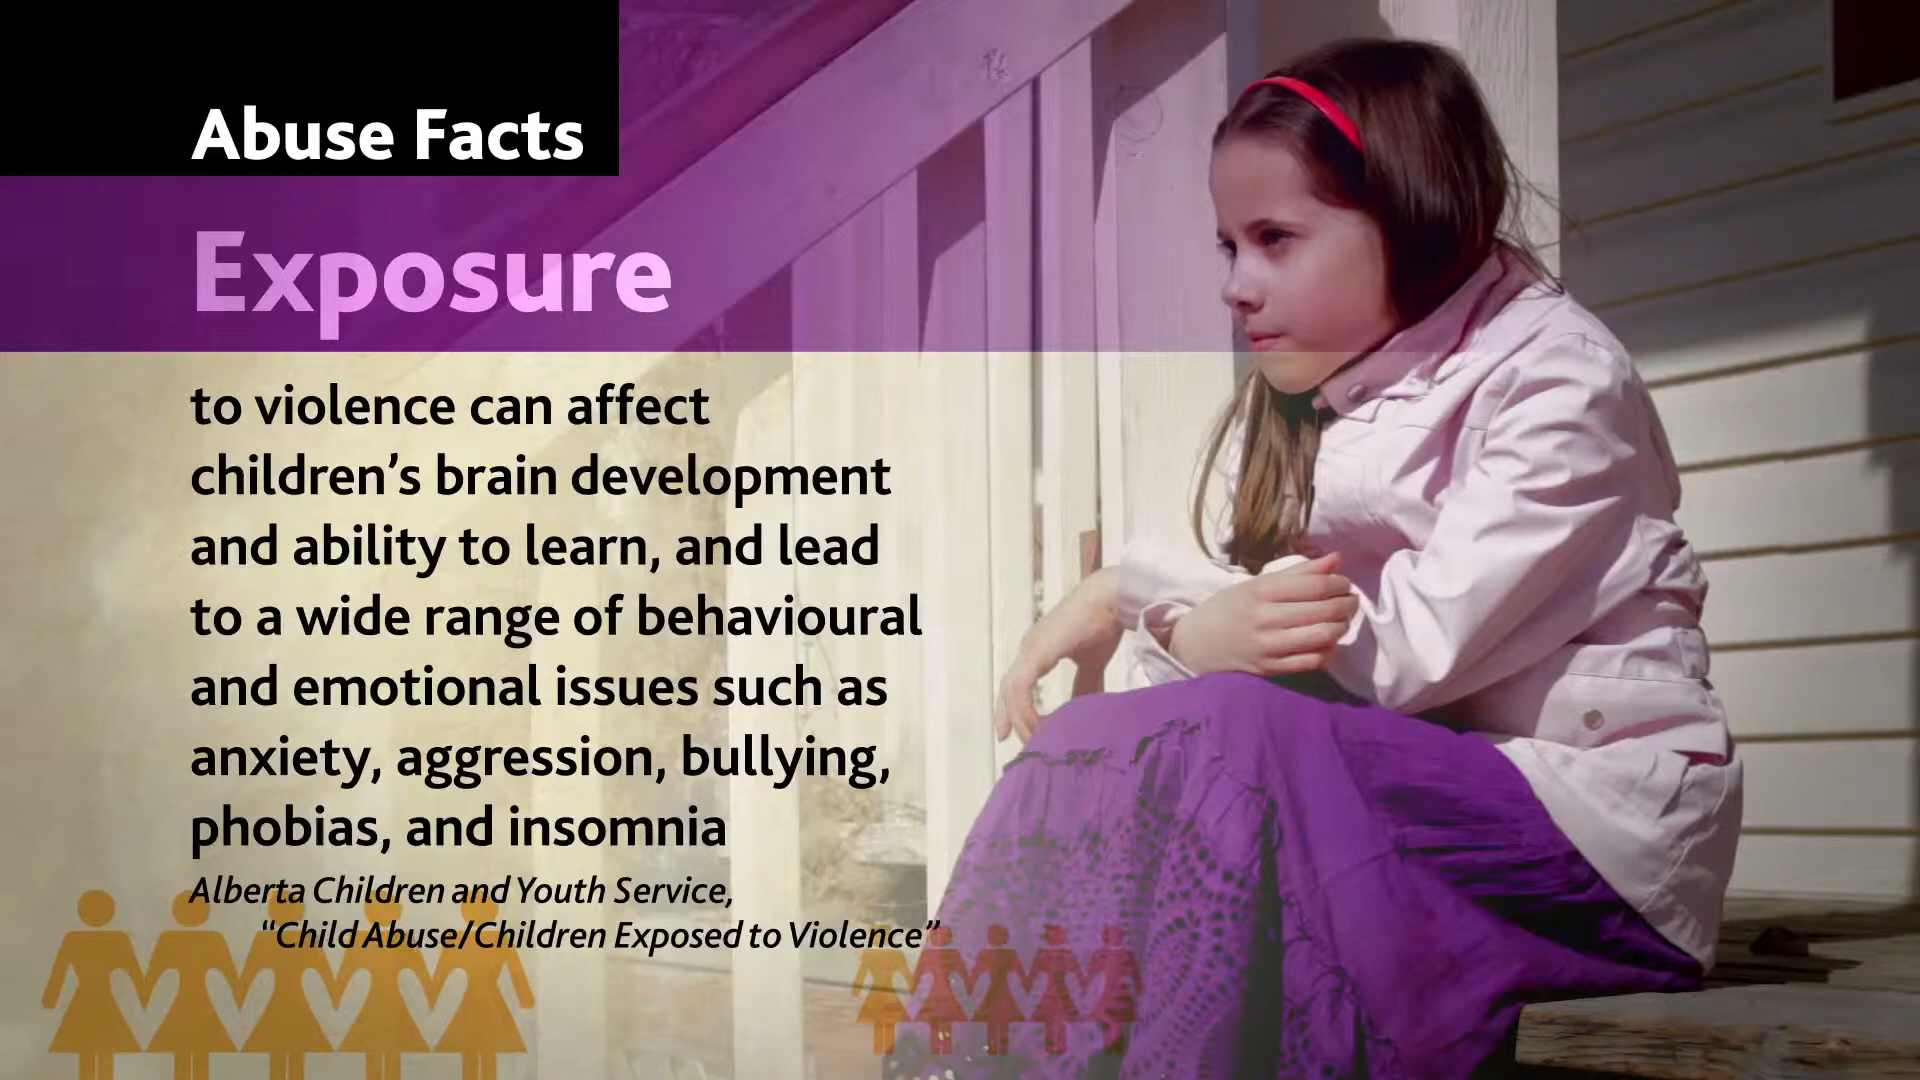 Abuse Facts
Exposure
to violence can affect
children’s brain development
and ability to learn, and lead
to a wide range of behavioural
and emotional issues such as
anxiety, aggression, bullying,
phobias, and insomnia
Alberta Children and Youth Service,
“Child Abuse/Children Exposed to Violence”